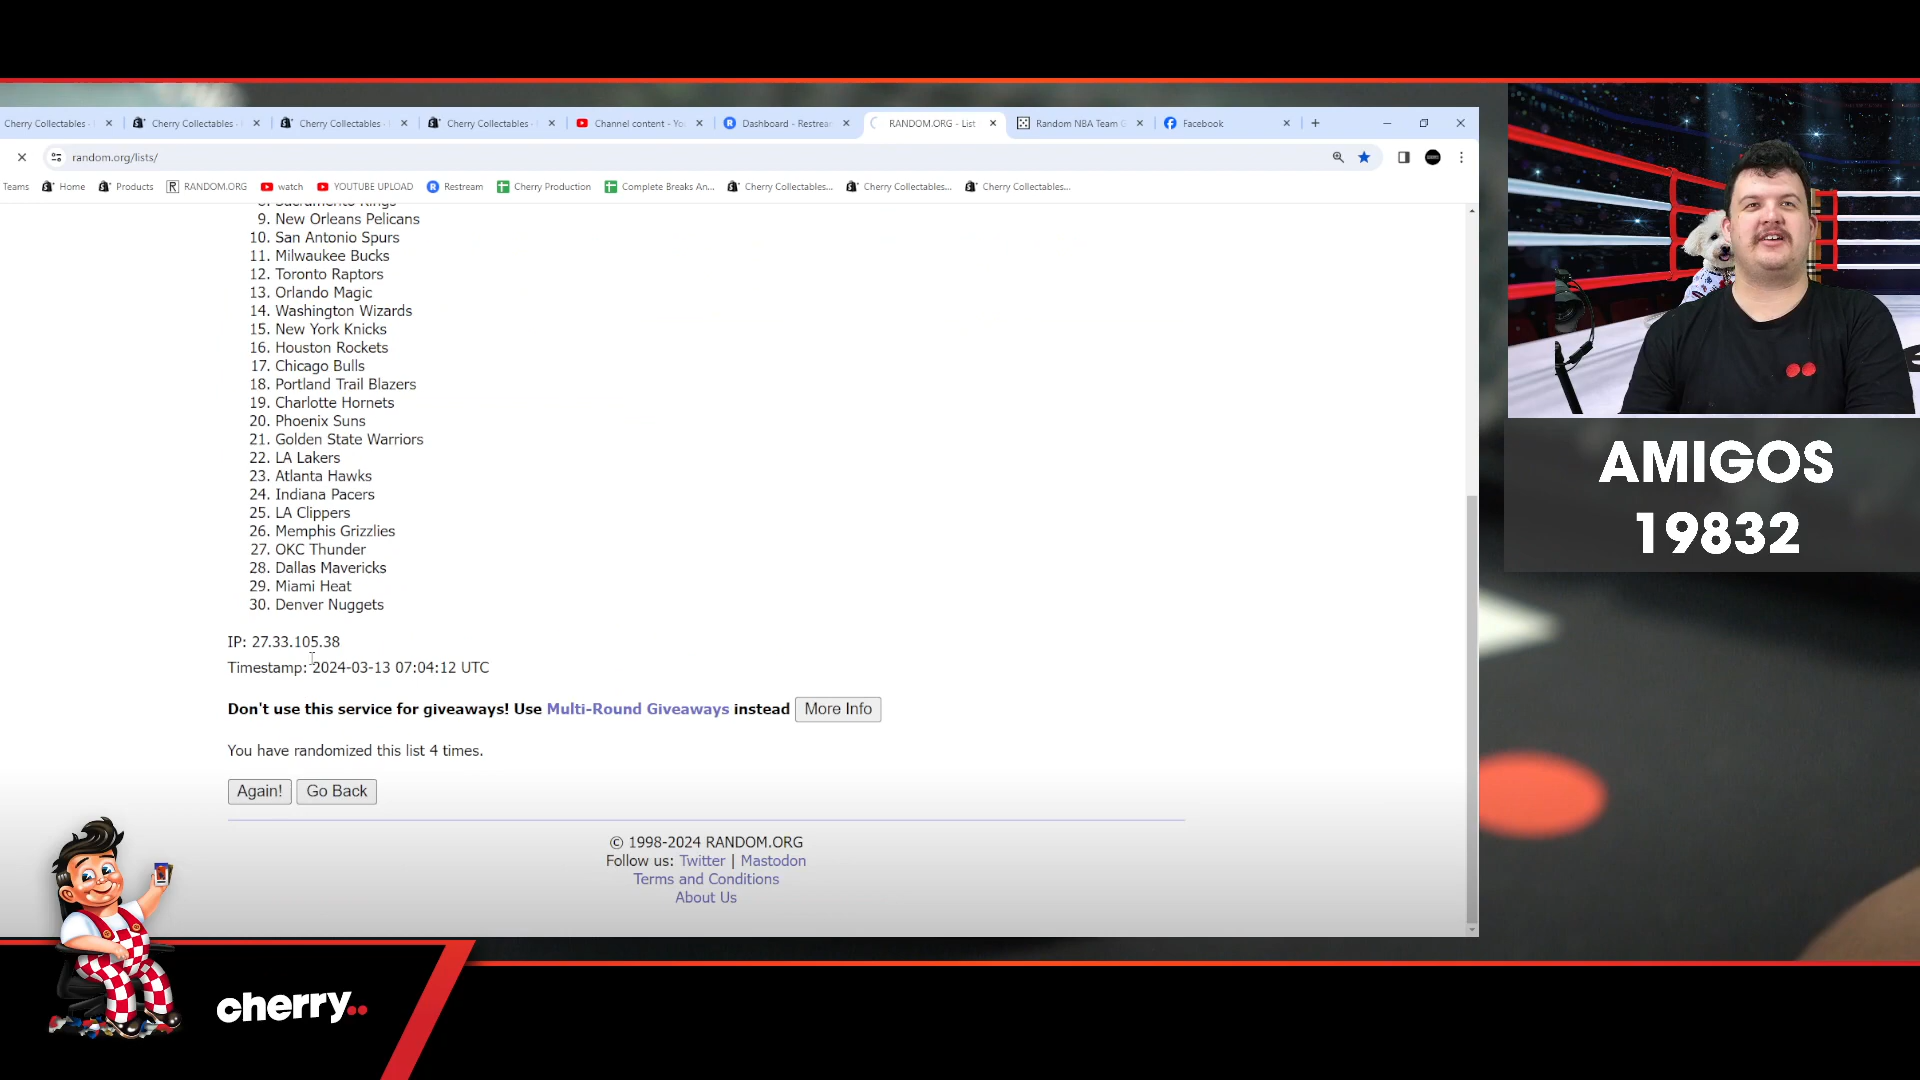 Cherry Collectables -
Cherry Collectables -
Cherry Collectables -
Cherry Collectables -
Channel content - Yo
Dashboard - Restrea
RANDOM.ORG - List
Random NBA Team G
Facebook
random.org/lists/
Teams
Home
Products
RANDOM.ORG
watch
YOUTUBE UPLOAD
Restream
Cherry Production
Complete Breaks An...
Cherry Collectables...
Cherry Collectables...
Cherry Collectables...
8. Sacramento Kings
9. New Orleans Pelicans
10. San Antonio Spurs
11. Milwaukee Bucks
12. Toronto Raptors
13. Orlando Magic
14. Washington Wizards
15. New York Knicks
16. Houston Rockets
17. Chicago Bulls
18. Portland Trail Blazers
19. Charlotte Hornets
20. Phoenix Suns
21. Golden State Warriors
22. LA Lakers
23. Atlanta Hawks
24. Indiana Pacers
25. LA Clippers
26. Memphis Grizzlies
27. OKC Thunder
28. Dallas Mavericks
29. Miami Heat
30. Denver Nuggets
IP: 27.33.105.38
Timestamp: 2024-03-13 07:04:12 UTC
Don't use this service for giveaways! Use Multi-Round Giveaways instead More Info
You have randomized this list 4 times.
Again! Go Back
© 1998-2024 RANDOM.ORG
Follow us: Twitter | Mastodon
Terms and Conditions
About Us
AMIGOS
19832
cherry..